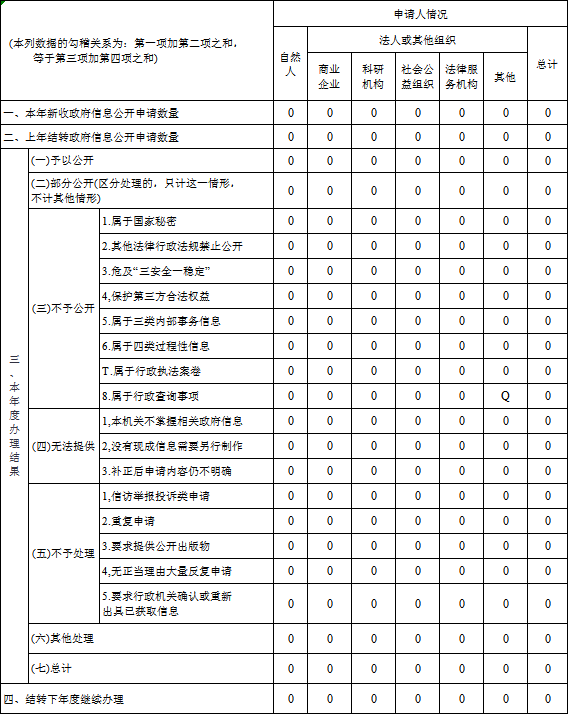 (本列数据的勾稽关系为：第一项加第二项之和，
等于第三项加第四项之和)
申请人情况
自然
人
法人或其他组织
总计
商业
企业
科研
机构
社会公
益组织
法律服
务机构
其他
一、本年新收政府信息公开申请数量 0 0 0 0 0 0 0
二、上年结转政府信息公开申请数量 0 0 0 0 0 0 0
三、本年度办理结果
(一)予以公开 0 0 0 0 0 0 0
(二)部分公开(区分处理的，只计这一情形，
不计其他情形) 0 0 0 0 0 0 0
(三)不予公开
1.属于国家秘密 0 0 0 0 0 0 0
2.其他法律行政法规禁止公开 0 0 0 0 0 0 0
3.危及“三安全一稳定” 0 0 0 0 0 0 0
4,保护第三方合法权益 0 0 0 0 0 0 0
5.属于三类内部事务信息 0 0 0 0 0 0 0
6.属于四类过程性信息 0 0 0 0 0 0 0
T.属于行政执法案卷 0 0 0 0 0 0 0
8.属于行政查询事项 0 0 0 0 0 Q 0
(四)无法提供
1,本机关不掌握相关政府信息 0 0 0 0 0 0 0
2,没有现成信息需要另行制作 0 0 0 0 0 0 0
3.补正后申请内容仍不明确 0 0 0 0 0 0 0
(五)不予处理
1,信访举报投诉类申请 0 0 0 0 0 0 0
2.重复申请 0 0 0 0 0 0 0
3.要求提供公开出版物 0 0 0 0 0 0 0
4,无正当理由大量反复申请 0 0 0 0 0 0 0
5.要求行政机关确认或重新
出具已获取信息 0 0 0 0 0 0 0
(六)其他处理 0 0 0 0 0 0 0
(七)总计 0 0 0 0 0 0 0
四、结转下年度继续办理 0 0 0 0 0 0 0